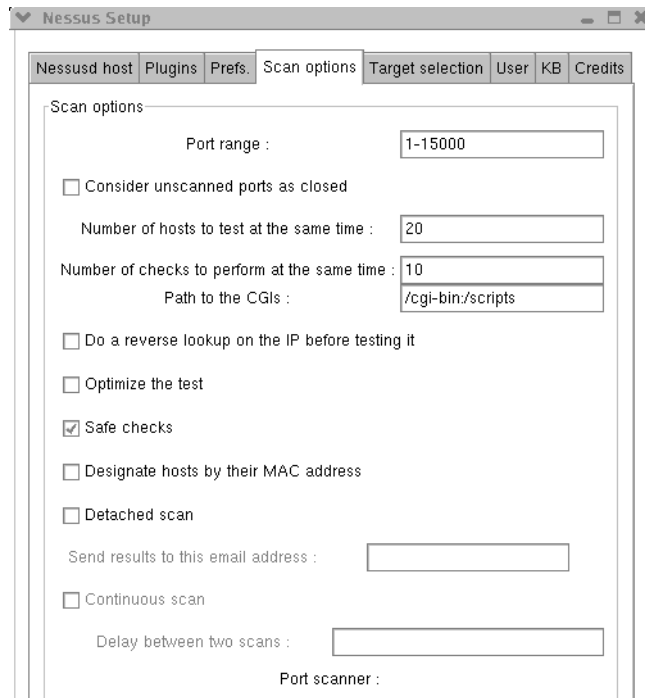 Nessus Setup
Nessusd host Plugins Prefs. Scan options Target selection User KB Credits
Scan options
Port range : 1-15000
Consider unscanned ports as closed
Number of hosts to test at the same time : 20
Number of checks to perform at the same time : 10
Path to the CGIs : /cgi-bin:/scripts
Do a reverse lookup on the IP before testing it
Optimize the test
Safe checks
Designate hosts by their MAC address
Detached scan
Send results to this email address :
Continuous scan
Delay between two scans :
Port scanner :